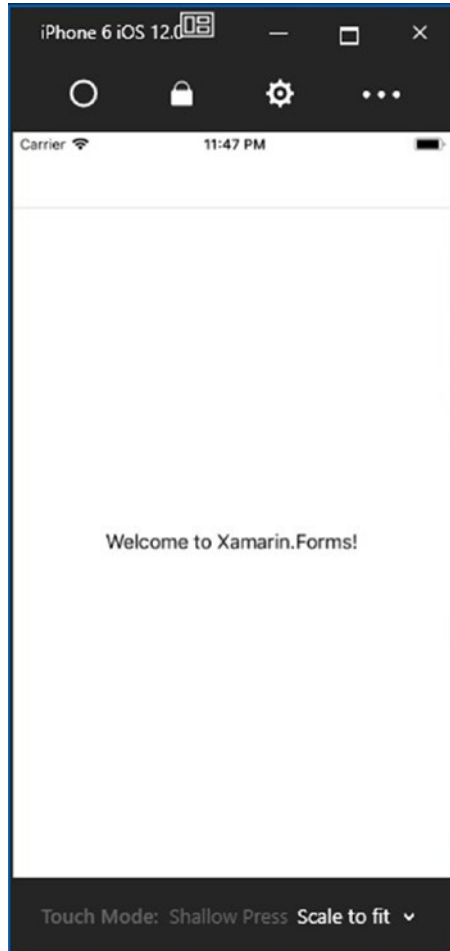 iPhone 6 iOS 12.0
Carrier 11:47 PM
Welcome to Xamarin.Forms!
Touch Mode: Shallow Press Scale to fit